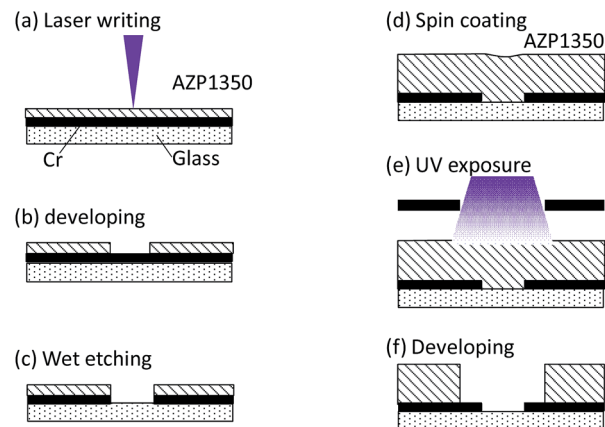 (a) Laser writing
AZP1350
Cr
Glass
(b) developing
(c) Wet etching
(d) Spin coating
AZP1350
(e) UV exposure
(f) Developing